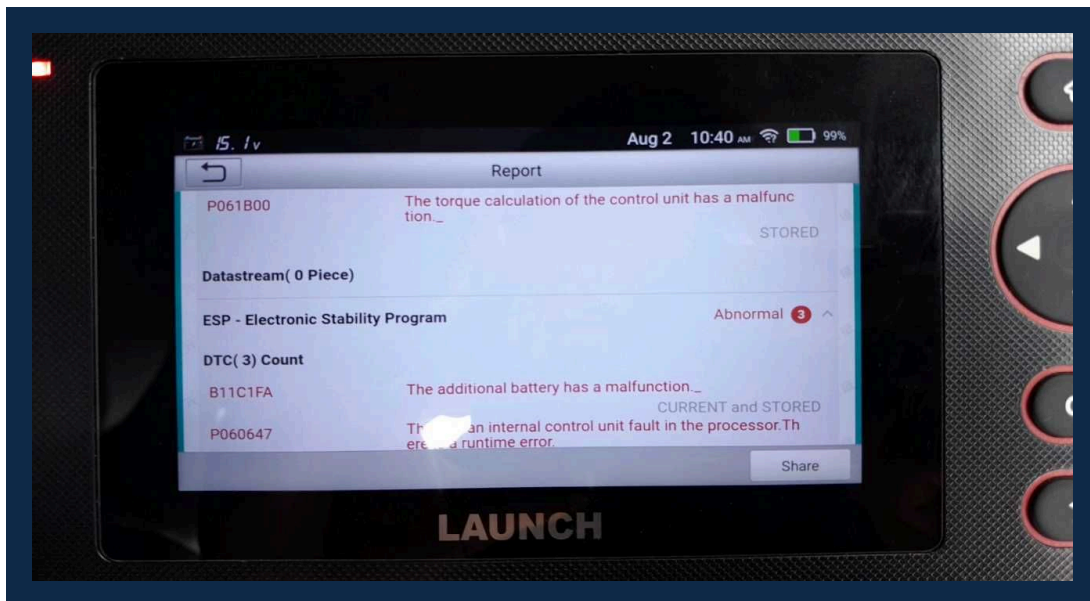 15.1v Aug 2 10:40 AM 99%
Report
P061B00 The torque calculation of the control unit has a malfunc
tion._
STORED
Datastream( 0 Piece)
ESP - Electronic Stability Program Abnormal 3
DTC( 3) Count
B11C1FA The additional battery has a malfunction._
CURRENT and STORED
P060647 an internal control unit fault in the processor.Th
runtime error.
Share
LAUNCH